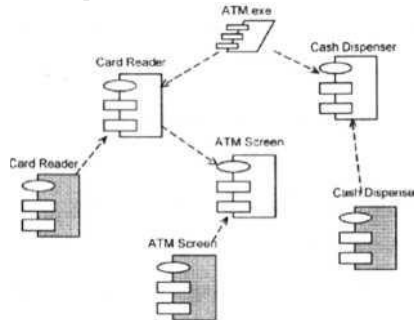 ATM.exe
Card Reader
Cash Dispenser
ATM Screen
Card Reader
Cash Dispenser
ATM Screen